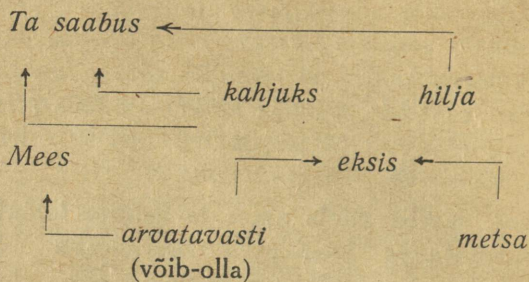 Ta saabus
kahjuks hilja
Mees eksis
arvatavasti metsa
(võib-olla)